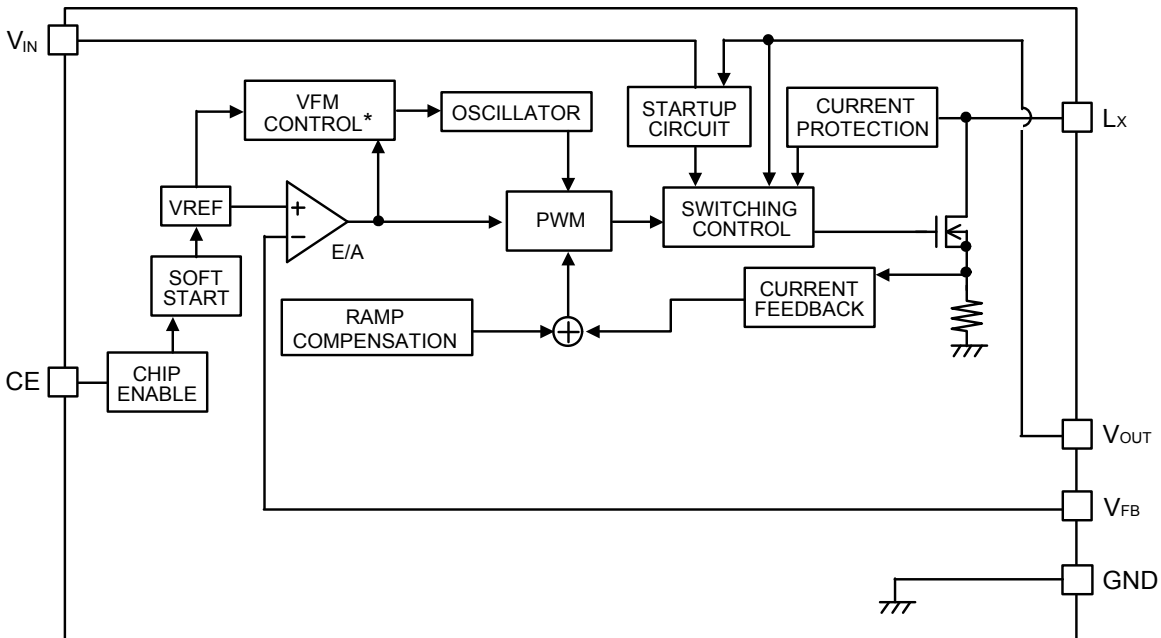 VIN
VFM
CONTROL*
OSCILLATOR
STARTUP
CIRCUIT
CURRENT
PROTECTION
LX
VREF
+
−
E/A
PWM
SWITCHING
CONTROL
SOFT
START
RAMP
COMPENSATION
CURRENT
FEEDBACK
CE
CHIP
ENABLE
VOUT
VFB
GND